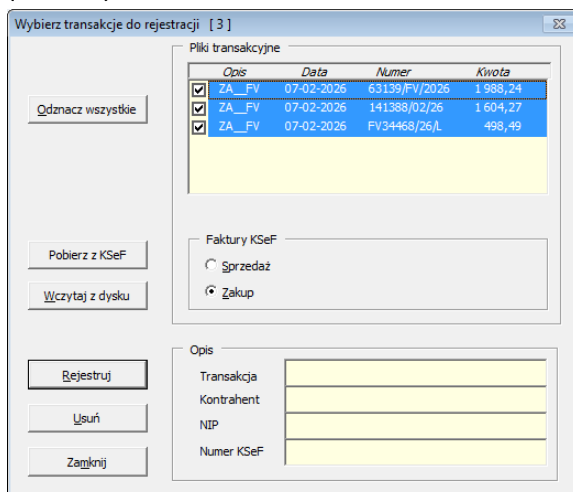 Wybierz transakcje do rejestracji [ 3 ]
Pliki transakcyjne
Opis Data Numer Kwota
ZA__FV 07-02-2026 63139/FV/2026 1 988,24
ZA__FV 07-02-2026 141388/02/26 1 604,27
ZA__FV 07-02-2026 FV34468/26/L 498,49
Odznacz wszystkie
Pobierz z KSeF
Wczytaj z dysku
Faktury KSeF
Sprzedaż
Zakup
Rejestruj
Usuń
Zamknij
Opis
Transakcja
Kontrahent
NIP
Numer KSeF